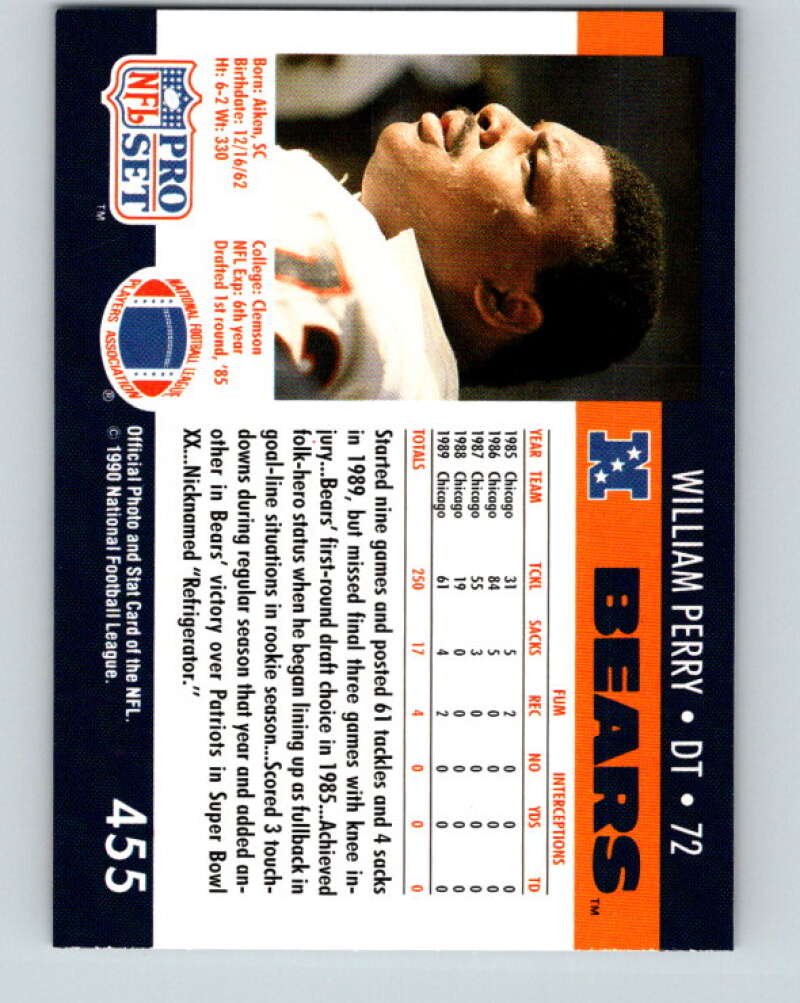 WILLIAM PERRY • DT • 72
BEARS™
N
FUM INTERCEPTIONS
YEAR TEAM TCKL SACKS REC NO YDS TD
1985 Chicago 31 5 2 0 0 0
1986 Chicago 84 5 0 0 0 0
1987 Chicago 55 3 0 0 0 0
1988 Chicago 19 0 0 0 0 0
1989 Chicago 61 4 2 0 0 0
TOTALS 250 17 4 0 0 0
Started nine games and posted 61 tackles and 4 sacks
in 1989, but missed final three games with knee in-
jury...Bears' first-round draft choice in 1985...Achieved
folk-hero status when he began lining up as fullback in
goal-line situations in rookie season...Scored 3 touch-
downs during regular season that year and added an-
other in Bears' victory over Patriots in Super Bowl
XX...Nicknamed "Refrigerator."
Born: Aiken, SC
Birthdate: 12/16/62
Ht: 6-2 Wt: 330
College: Clemson
NFL Exp: 6th year
Drafted 1st round, '85
NFL
PRO
SET
™
NATIONAL FOOTBALL LEAGUE
PLAYERS ASSOCIATION
®
Official Photo and Stat Card of the NFL.
© 1990 National Football League.
455